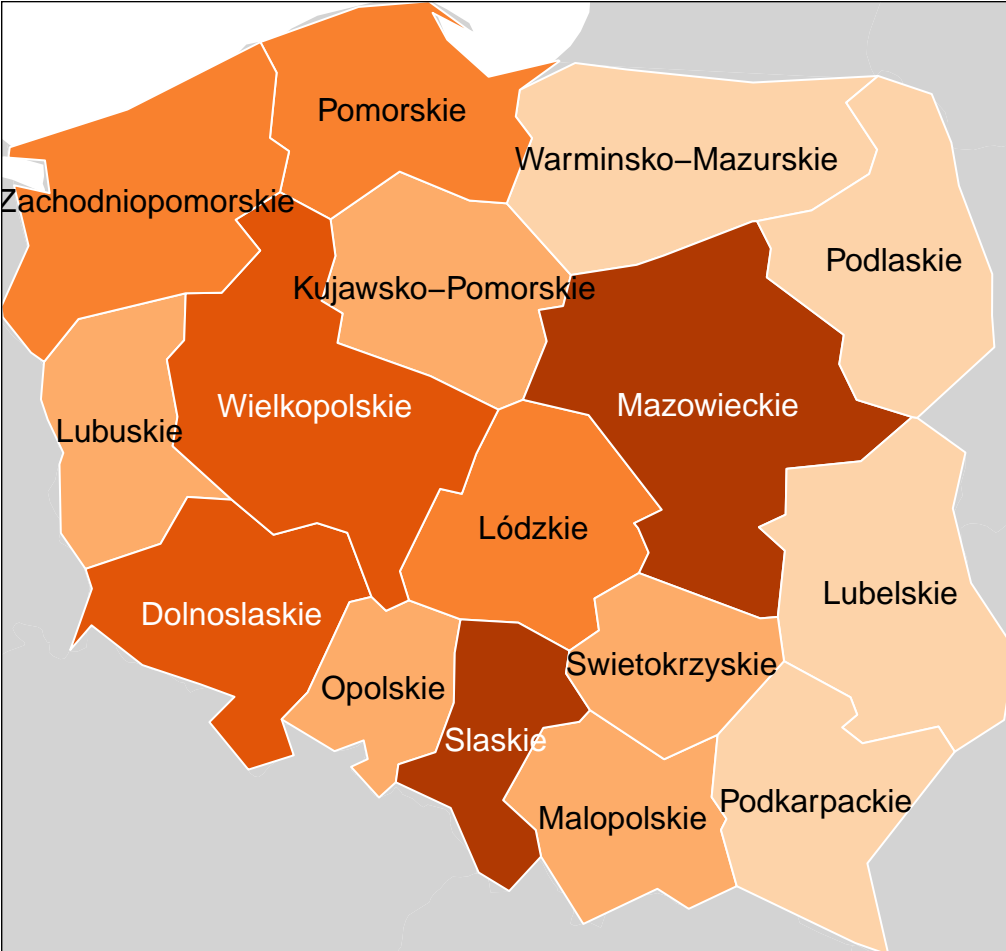 Pomorskie
Warminsko–Mazurskie
Zachodniopomorskie
Podlaskie
Kujawsko–Pomorskie
Wielkopolskie
Mazowieckie
Lubuskie
Lódzkie
Lubelskie
Dolnoslaskie
Swietokrzyskie
Opolskie
Slaskie
Podkarpackie
Malopolskie